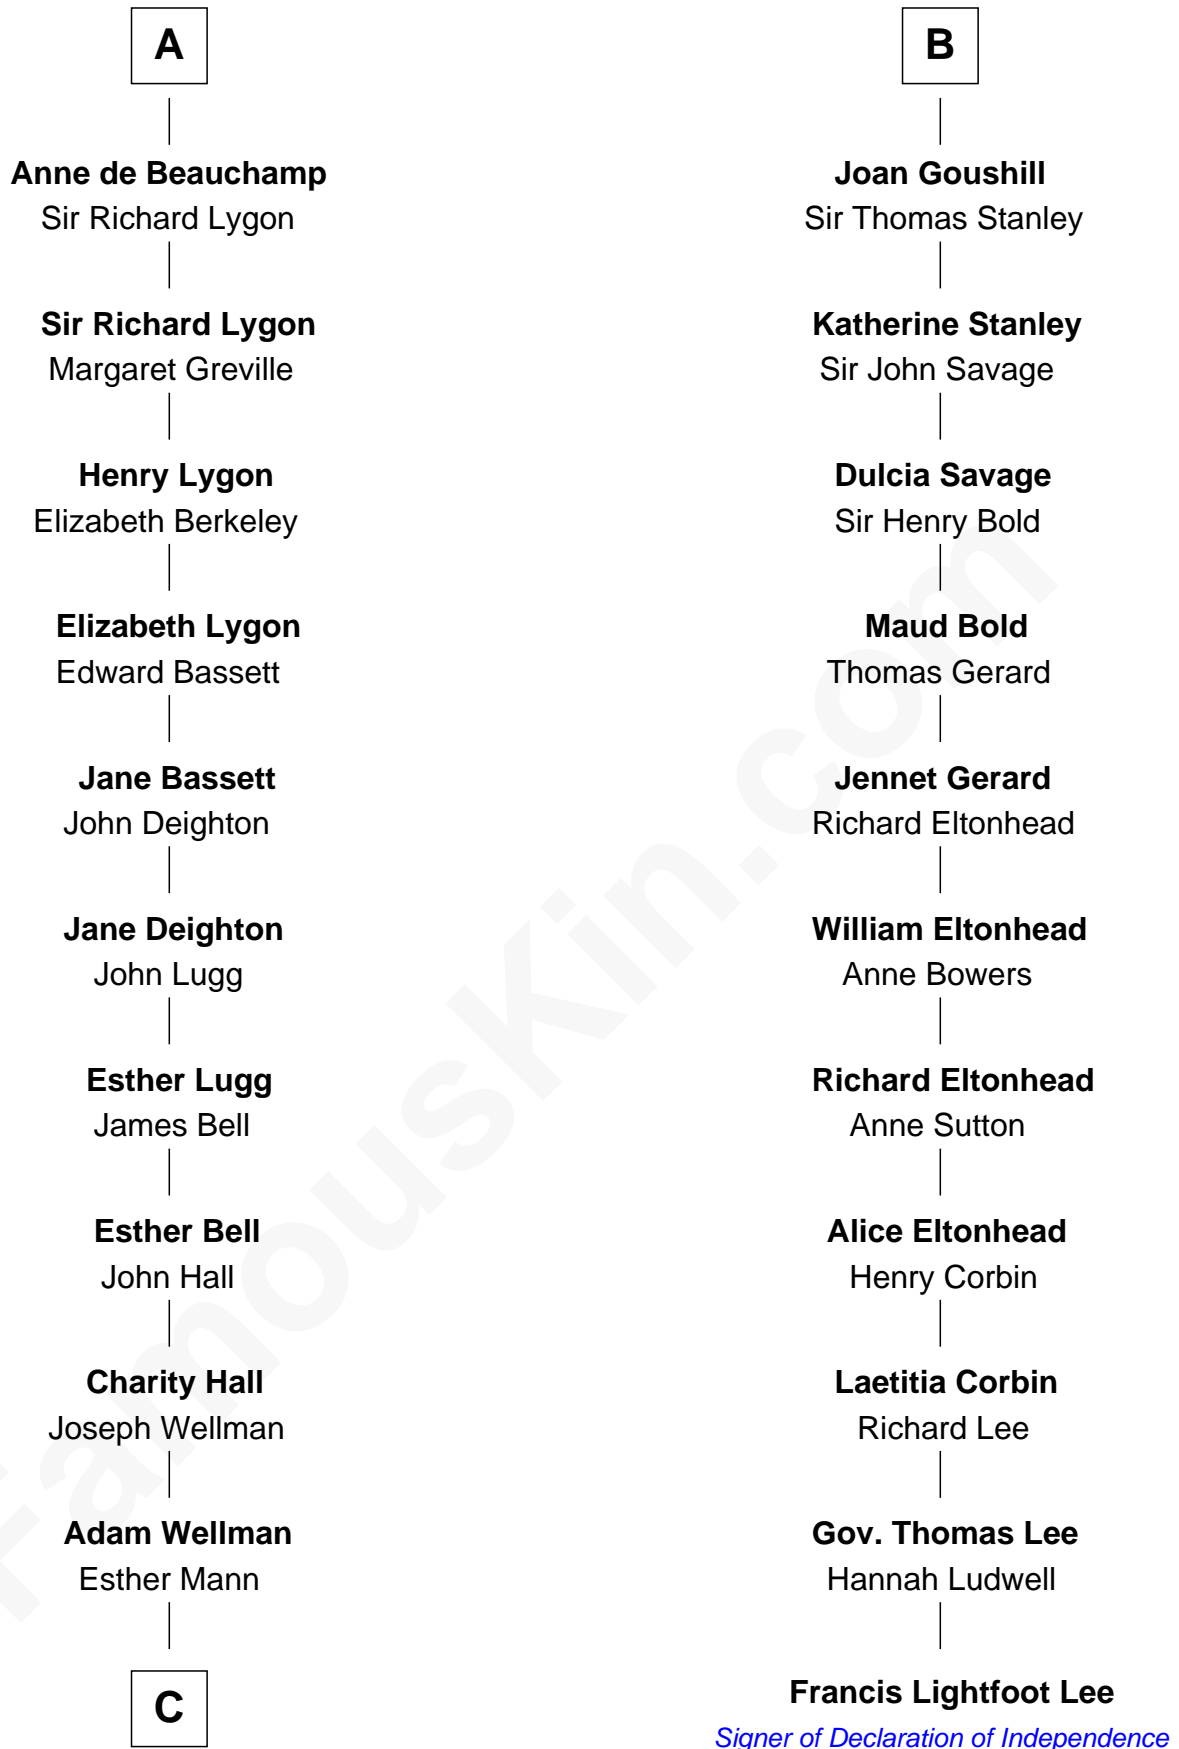 A
Anne de Beauchamp
Sir Richard Lygon
Sir Richard Lygon
Margaret Greville
Henry Lygon
Elizabeth Berkeley
Elizabeth Lygon
Edward Bassett
Jane Bassett
John Deighton
Jane Deighton
John Lugg
Esther Lugg
James Bell
Esther Bell
John Hall
Charity Hall
Joseph Wellman
Adam Wellman
Esther Mann
C
B
Joan Goushill
Sir Thomas Stanley
Katherine Stanley
Sir John Savage
Dulcia Savage
Sir Henry Bold
Maud Bold
Thomas Gerard
Jennet Gerard
Richard Eltonhead
William Eltonhead
Anne Bowers
Richard Eltonhead
Anne Sutton
Alice Eltonhead
Henry Corbin
Laetitia Corbin
Richard Lee
Gov. Thomas Lee
Hannah Ludwell
Francis Lightfoot Lee
Signer of Declaration of Independence
FamousKin.com